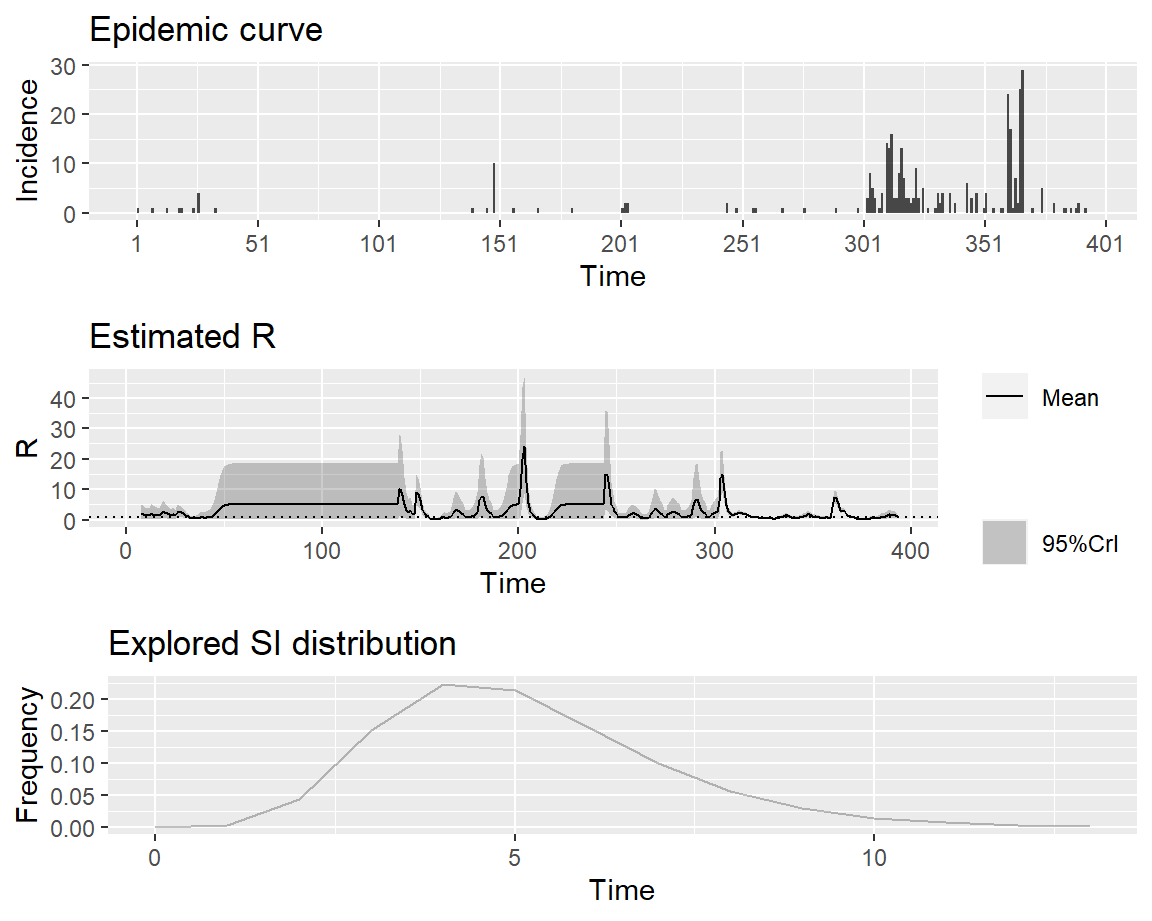 Epidemic curve
30
20
10
0
Incidence
1 51 101 151 201 251 301 351 401
Time
Estimated R
40
30
20
10
0
R
0 100 200 300 400
Time
Mean
95%CrI
Explored SI distribution
0.20
0.15
0.10
0.05
0.00
Frequency
0 5 10
Time